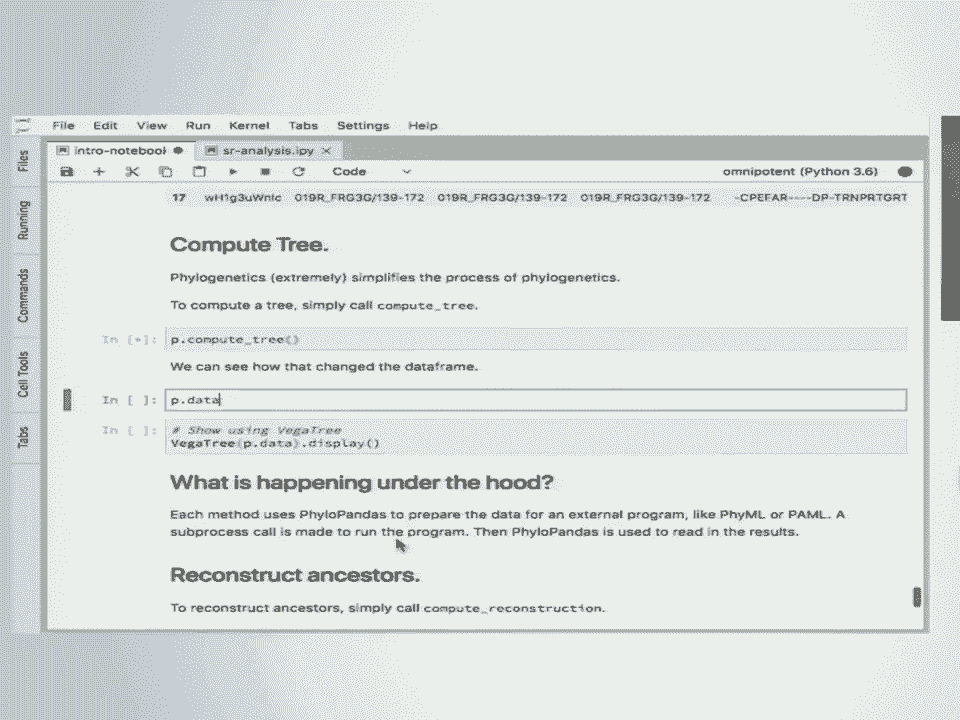 File Edit View Run Kernel Tabs Settings Help
intro-notebook sr-analysis.ipy
Code omnipotent (Python 3.6)
Files
Running
Commands
Cell Tools
Tabs
17 wH1g3uWnIc 019R_FRG3G/139-172 019R_FRG3G/139-172 019R_FRG3G/139-172 -CPEFAR----DP-TRNPRTGRT
Compute Tree.
Phylogenetics (extremely) simplifies the process of phylogenetics.
To compute a tree, simply call compute_tree.
In [*]: p.compute_tree()
We can see how that changed the dataframe.
In [ ]: p.data
In [ ]: # Show using VegaTree
VegaTree(p.data).display()
What is happening under the hood?
Each method uses PhyloPandas to prepare the data for an external program, like PhyML or PAML. A
subprocess call is made to run the program. Then PhyloPandas is used to read in the results.
Reconstruct ancestors.
To reconstruct ancestors, simply call compute_reconstruction.